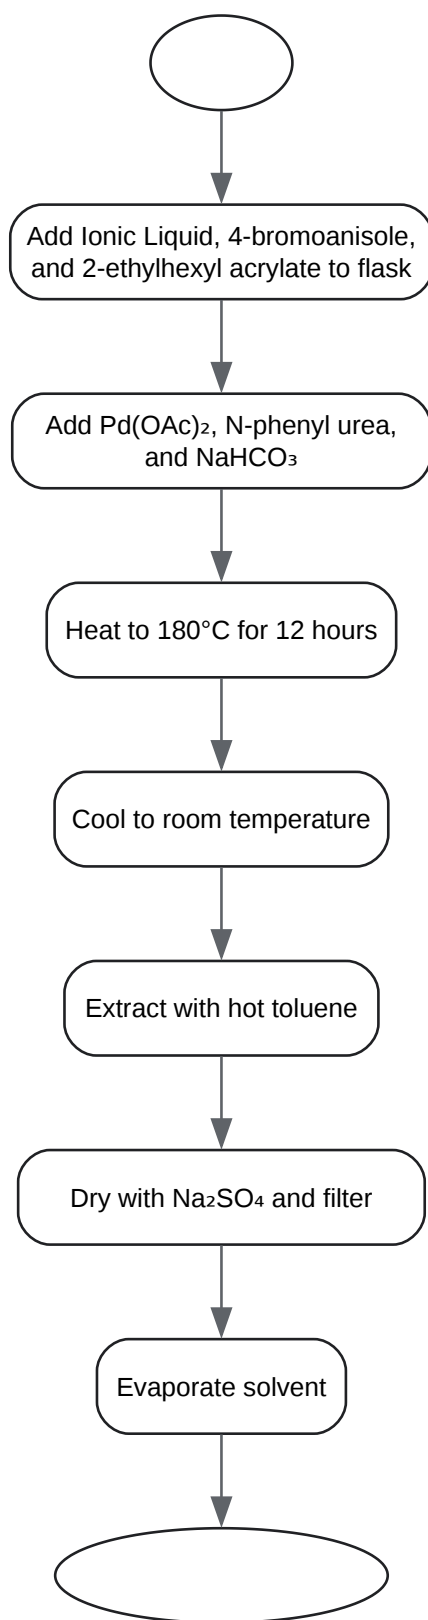 Add Ionic Liquid, 4-bromoanisole,
and 2-ethylhexyl acrylate to flask
Add Pd(OAc)₂, N-phenyl urea,
and NaHCO₃
Heat to 180°C for 12 hours
Cool to room temperature
Extract with hot toluene
Dry with Na₂SO₄ and filter
Evaporate solvent